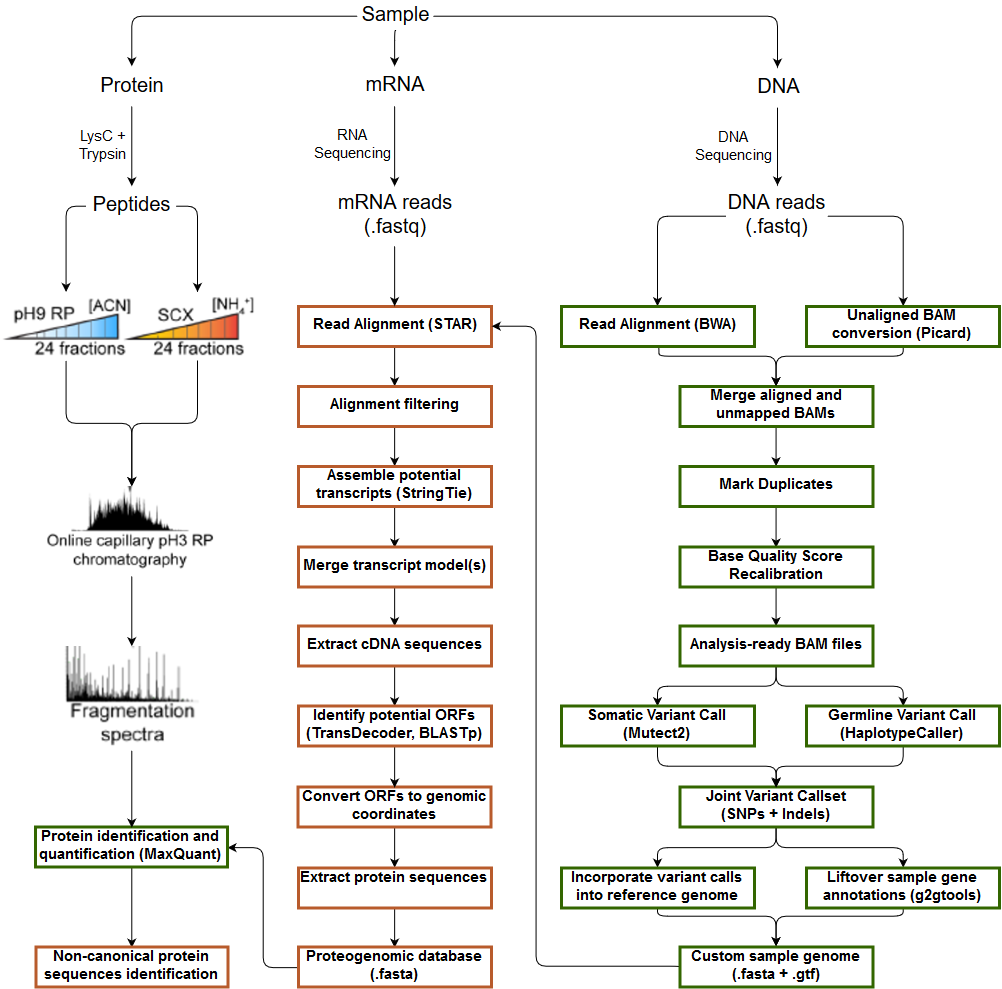 Sample
Protein
mRNA
DNA
LysC +
Trypsin
RNA
Sequencing
DNA
Sequencing
Peptides
mRNA reads
(.fastq)
DNA reads
(.fastq)
pH9 RP
[ACN]
24 fractions
SCX
[NH4+]
24 fractions
Online capillary pH3 RP
chromatography
Fragmentation
spectra
Protein identification and
quantification (MaxQuant)
Non-canonical protein
sequences identification
Read Alignment (STAR)
Alignment filtering
Assemble potential
transcripts (StringTie)
Merge transcript model(s)
Extract cDNA sequences
Identify potential ORFs
(TransDecoder, BLASTp)
Convert ORFs to genomic
coordinates
Extract protein sequences
Proteogenomic database
(.fasta)
Read Alignment (BWA)
Unaligned BAM
conversion (Picard)
Merge aligned and
unmapped BAMs
Mark Duplicates
Base Quality Score
Recalibration
Analysis-ready BAM files
Somatic Variant Call
(Mutect2)
Germline Variant Call
(HaplotypeCaller)
Joint Variant Callset
(SNPs + Indels)
Incorporate variant calls
into reference genome
Liftover sample gene
annotations (g2gtools)
Custom sample genome
(.fasta + .gtf)